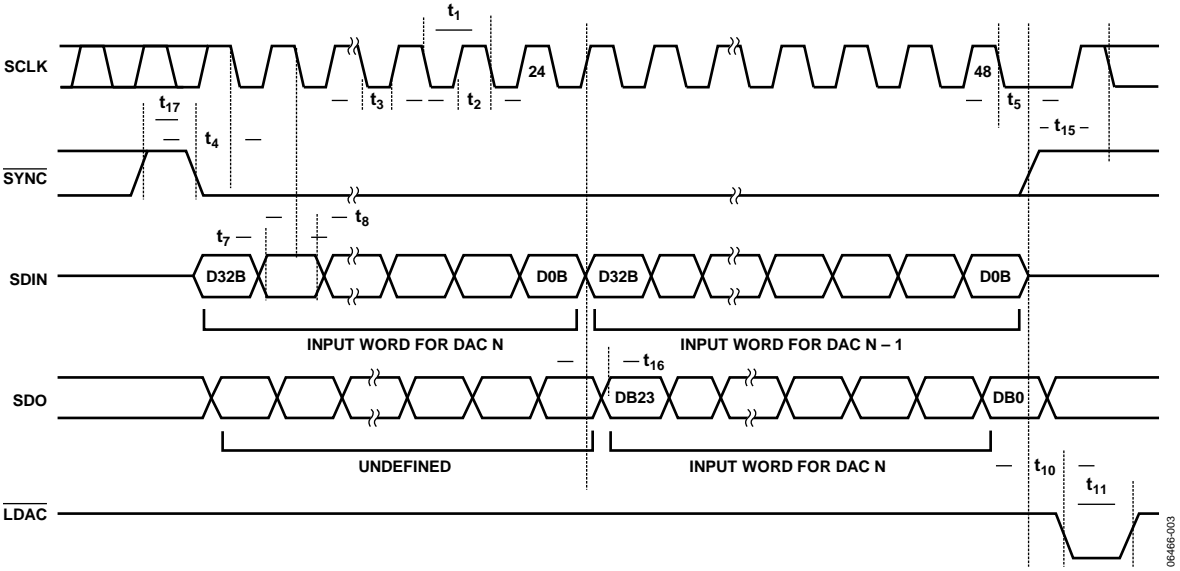 t1
SCLK
24
48
t3
t2
t5
t17
t4
t15
SYNC
t8
t7
SDIN
D32B
D0B
D32B
D0B
INPUT WORD FOR DAC N
INPUT WORD FOR DAC N – 1
t16
SDO
DB23
DB0
UNDEFINED
INPUT WORD FOR DAC N
t10
t11
LDAC
06466-003